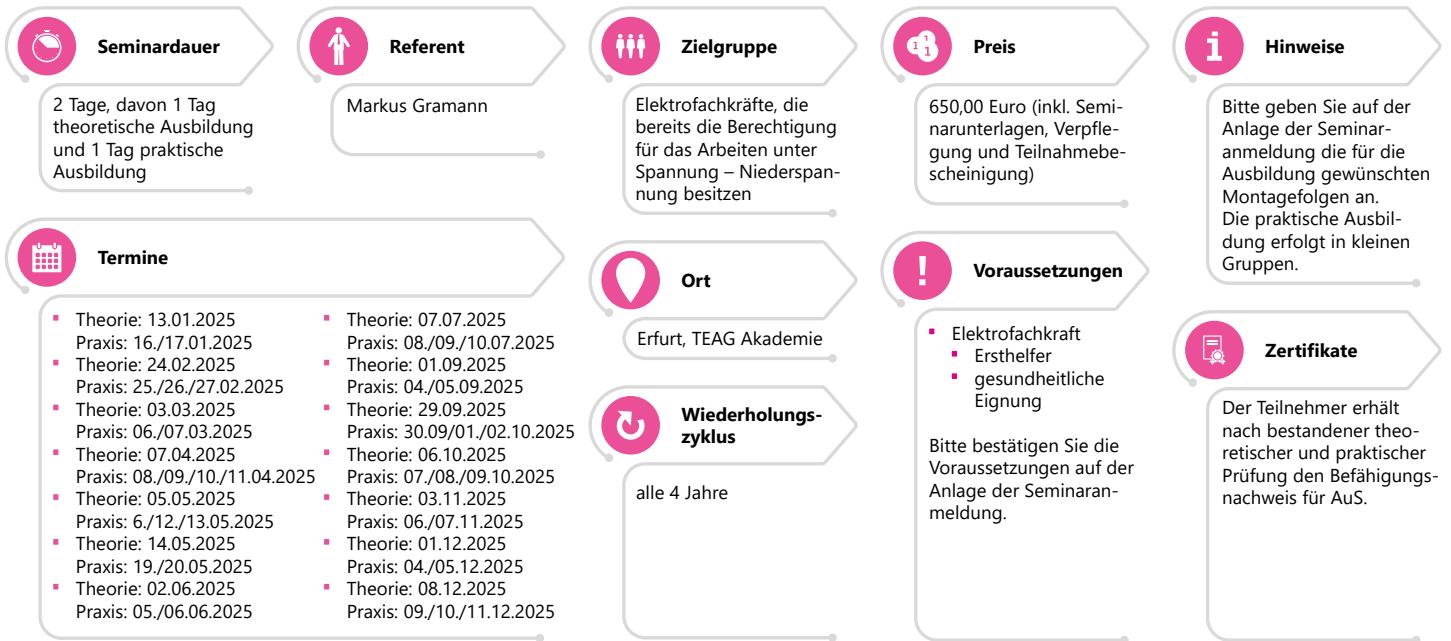 Seminardauer
2 Tage, davon 1 Tag
theoretische Ausbildung
und 1 Tag praktische
Ausbildung
Referent
Markus Gramann
Zielgruppe
Elektrofachkräfte, die
bereits die Berechtigung
für das Arbeiten unter
Spannung – Niederspan-
nung besitzen
Preis
650,00 Euro (inkl. Semi-
narunterlagen, Verpfle-
gung und Teilnahmebe-
scheinigung)
Hinweise
Bitte geben Sie auf der
Anlage der Seminar-
anmeldung die für die
Ausbildung gewünschten
Montagefolgen an.
Die praktische Ausbil-
dung erfolgt in kleinen
Gruppen.
Termine
▪ Theorie: 13.01.2025
Praxis: 16./17.01.2025
▪ Theorie: 24.02.2025
Praxis: 25./26./27.02.2025
▪ Theorie: 03.03.2025
Praxis: 06./07.03.2025
▪ Theorie: 07.04.2025
Praxis: 08./09./10./11.04.2025
▪ Theorie: 05.05.2025
Praxis: 6./12./13.05.2025
▪ Theorie: 14.05.2025
Praxis: 19./20.05.2025
▪ Theorie: 02.06.2025
Praxis: 05./06.06.2025
▪ Theorie: 07.07.2025
Praxis: 08./09./10.07.2025
▪ Theorie: 01.09.2025
Praxis: 04./05.09.2025
▪ Theorie: 29.09.2025
Praxis: 30.09/01./02.10.2025
▪ Theorie: 06.10.2025
Praxis: 07./08./09.10.2025
▪ Theorie: 03.11.2025
Praxis: 06./07.11.2025
▪ Theorie: 01.12.2025
Praxis: 04./05.12.2025
▪ Theorie: 08.12.2025
Praxis: 09./10./11.12.2025
Ort
Erfurt, TEAG Akademie
Wiederholungs-
zyklus
alle 4 Jahre
Voraussetzungen
▪ Elektrofachkraft
▪ Ersthelfer
▪ gesundheitliche
Eignung
Bitte bestätigen Sie die
Voraussetzungen auf der
Anlage der Seminaran-
meldung.
Zertifikate
Der Teilnehmer erhält
nach bestandener theo-
retischer und praktischer
Prüfung den Befähigungs-
nachweis für AuS.